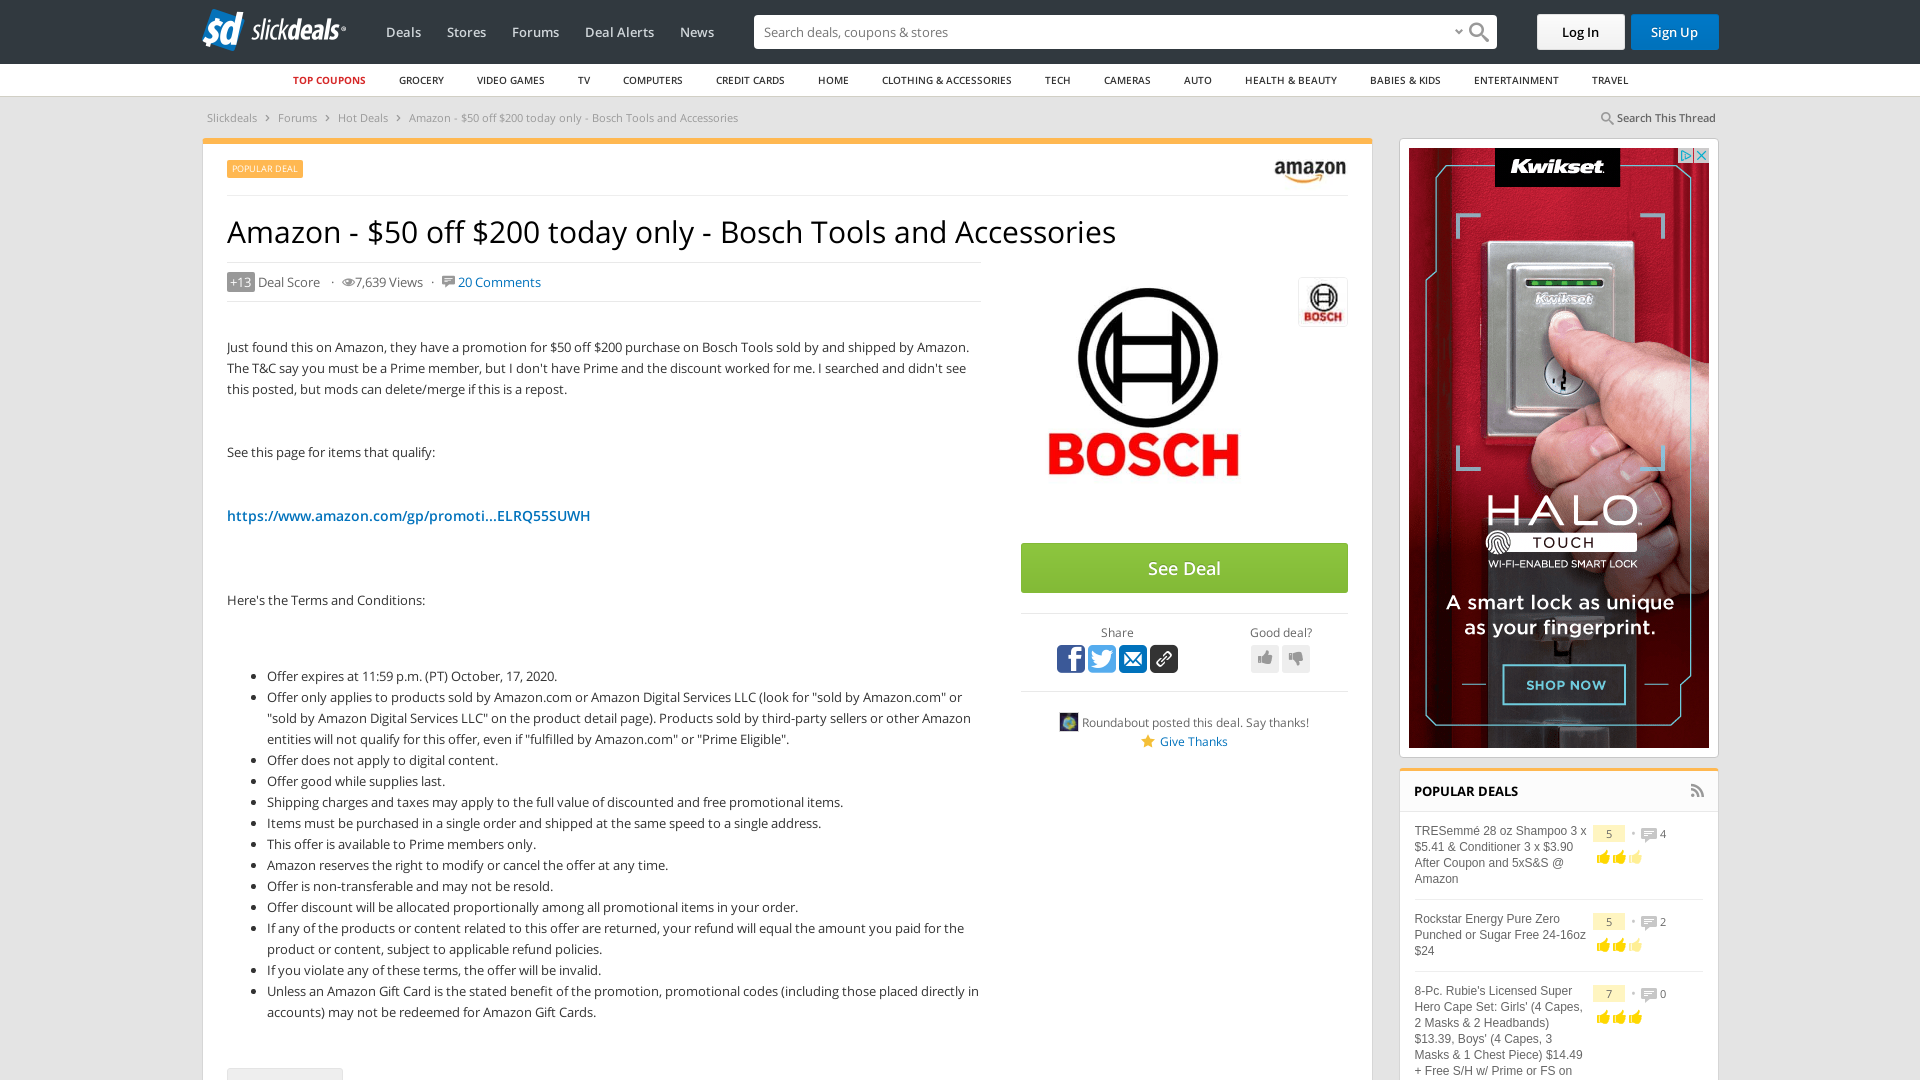 sd slickdeals
Deals Stores Forums Deal Alerts News
Search deals, coupons & stores
Log In
Sign Up
TOP COUPONS GROCERY VIDEO GAMES TV COMPUTERS CREDIT CARDS HOME CLOTHING & ACCESSORIES TECH CAMERAS AUTO HEALTH & BEAUTY BABIES & KIDS ENTERTAINMENT TRAVEL
Slickdeals › Forums › Hot Deals › Amazon - $50 off $200 today only - Bosch Tools and Accessories
Search This Thread
POPULAR DEAL
amazon
Amazon - $50 off $200 today only - Bosch Tools and Accessories
+13 Deal Score · 7,639 Views · 20 Comments
Just found this on Amazon, they have a promotion for $50 off $200 purchase on Bosch Tools sold by and shipped by Amazon.
The T&C say you must be a Prime member, but I don't have Prime and the discount worked for me. I searched and didn't see
this posted, but mods can delete/merge if this is a repost.
See this page for items that qualify:
https://www.amazon.com/gp/promoti...ELRQ55SUWH
Here's the Terms and Conditions:
• Offer expires at 11:59 p.m. (PT) October, 17, 2020.
• Offer only applies to products sold by Amazon.com or Amazon Digital Services LLC (look for "sold by Amazon.com" or
"sold by Amazon Digital Services LLC" on the product detail page). Products sold by third-party sellers or other Amazon
entities will not qualify for this offer, even if "fulfilled by Amazon.com" or "Prime Eligible".
• Offer does not apply to digital content.
• Offer good while supplies last.
• Shipping charges and taxes may apply to the full value of discounted and free promotional items.
• Items must be purchased in a single order and shipped at the same speed to a single address.
• This offer is available to Prime members only.
• Amazon reserves the right to modify or cancel the offer at any time.
• Offer is non-transferable and may not be resold.
• Offer discount will be allocated proportionally among all promotional items in your order.
• If any of the products or content related to this offer are returned, your refund will equal the amount you paid for the
product or content, subject to applicable refund policies.
• If you violate any of these terms, the offer will be invalid.
• Unless an Amazon Gift Card is the stated benefit of the promotion, promotional codes (including those placed directly in
accounts) may not be redeemed for Amazon Gift Cards.
BOSCH
BOSCH
See Deal
Share
Good deal?
Roundabout posted this deal. Say thanks!
Give Thanks
Kwikset
Kwikset
HALO
TOUCH
WI-FI-ENABLED SMART LOCK
A smart lock as unique
as your fingerprint.
SHOP NOW
POPULAR DEALS
TRESemmé 28 oz Shampoo 3 x
$5.41 & Conditioner 3 x $3.90
After Coupon and 5xS&S @
Amazon
5 • 4
Rockstar Energy Pure Zero
Punched or Sugar Free 24-16oz
$24
5 • 2
8-Pc. Rubie's Licensed Super
Hero Cape Set: Girls' (4 Capes,
2 Masks & 2 Headbands)
$13.39, Boys' (4 Capes, 3
Masks & 1 Chest Piece) $14.49
+ Free S/H w/ Prime or FS on
7 • 0